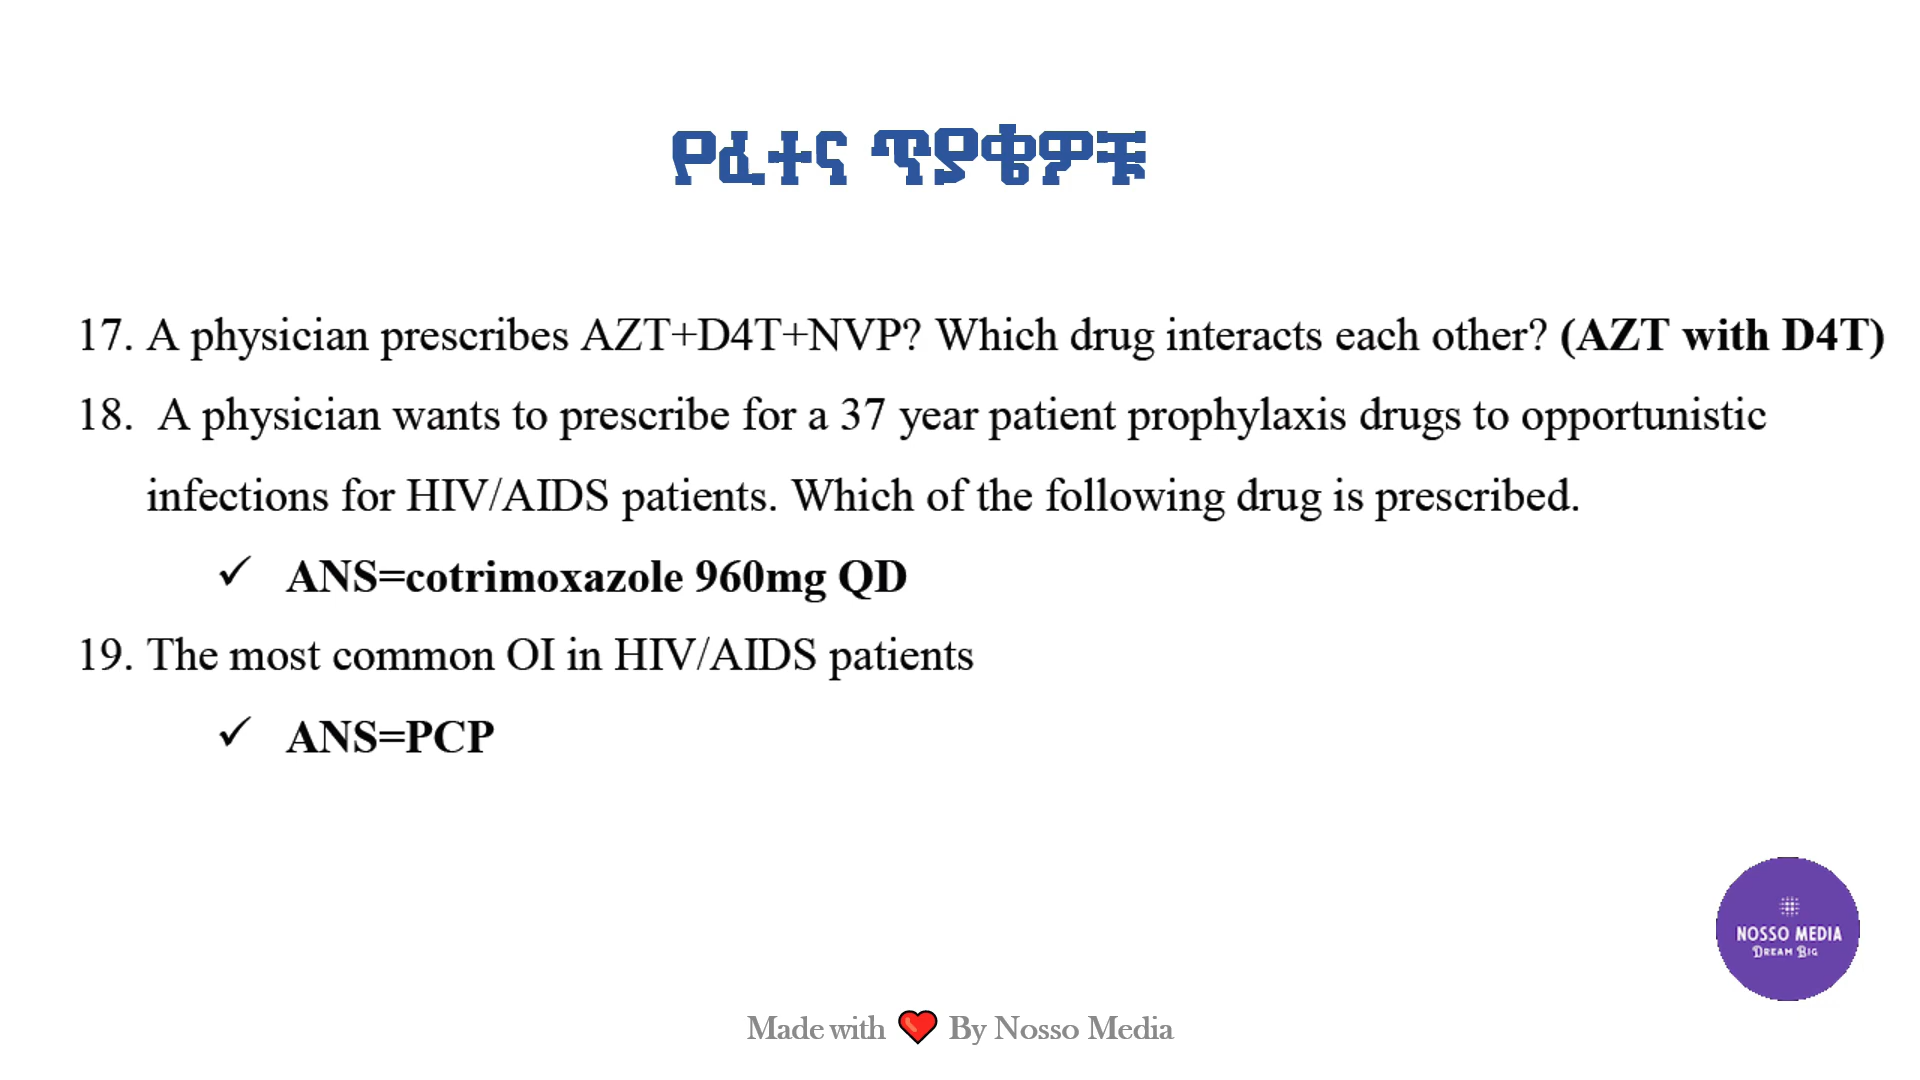 የፈተና ጥያቄዎቹ
17. A physician prescribes AZT+D4T+NVP? Which drug interacts each other? (AZT with D4T)
18. A physician wants to prescribe for a 37 year patient prophylaxis drugs to opportunistic
infections for HIV/AIDS patients. Which of the following drug is prescribed.
✓ ANS=cotrimoxazole 960mg QD
19. The most common OI in HIV/AIDS patients
✓ ANS=PCP
NOSSO MEDIA
DREAM BIG
Made with ❤ By Nosso Media